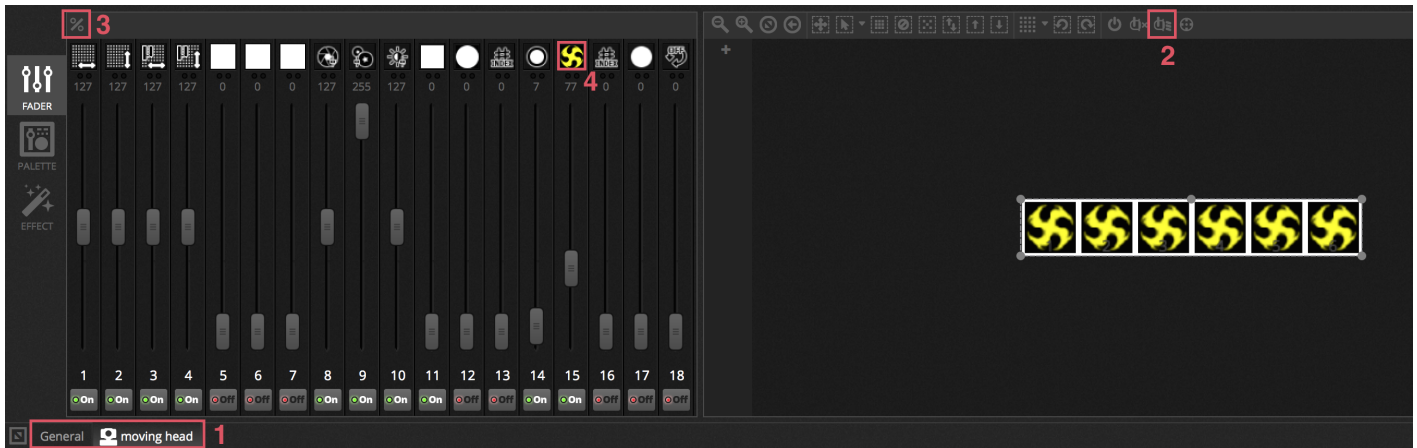 % 3
2
INDEX INDEX OFF
4
127 127 127 127 0 0 0 127 255 127 0 0 0 7 77 0 0 0
FADER
PALETTE
EFFECT
1 2 3 4 5 6 7 8 9 10 11 12 13 14 15 16 17 18
On On On On Off Off Off On On On On Off Off On On Off Off Off
General moving head 1